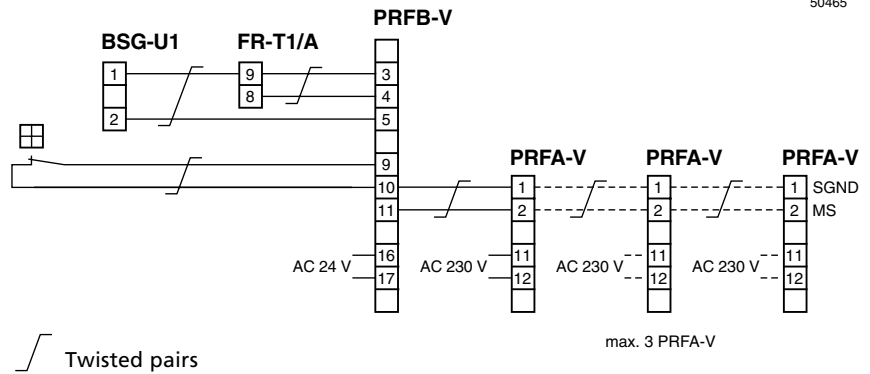 50465
PRFB-V
BSG-U1 FR-T1/A
1 9 3
8 4
2 5
9
PRFA-V PRFA-V PRFA-V
10 1 1 1 SGND
11 2 2 2 MS
AC 24 V 16 AC 230 V 11 AC 230 V 11 AC 230 V 11
17 12 12 12
max. 3 PRFA-V
Twisted pairs